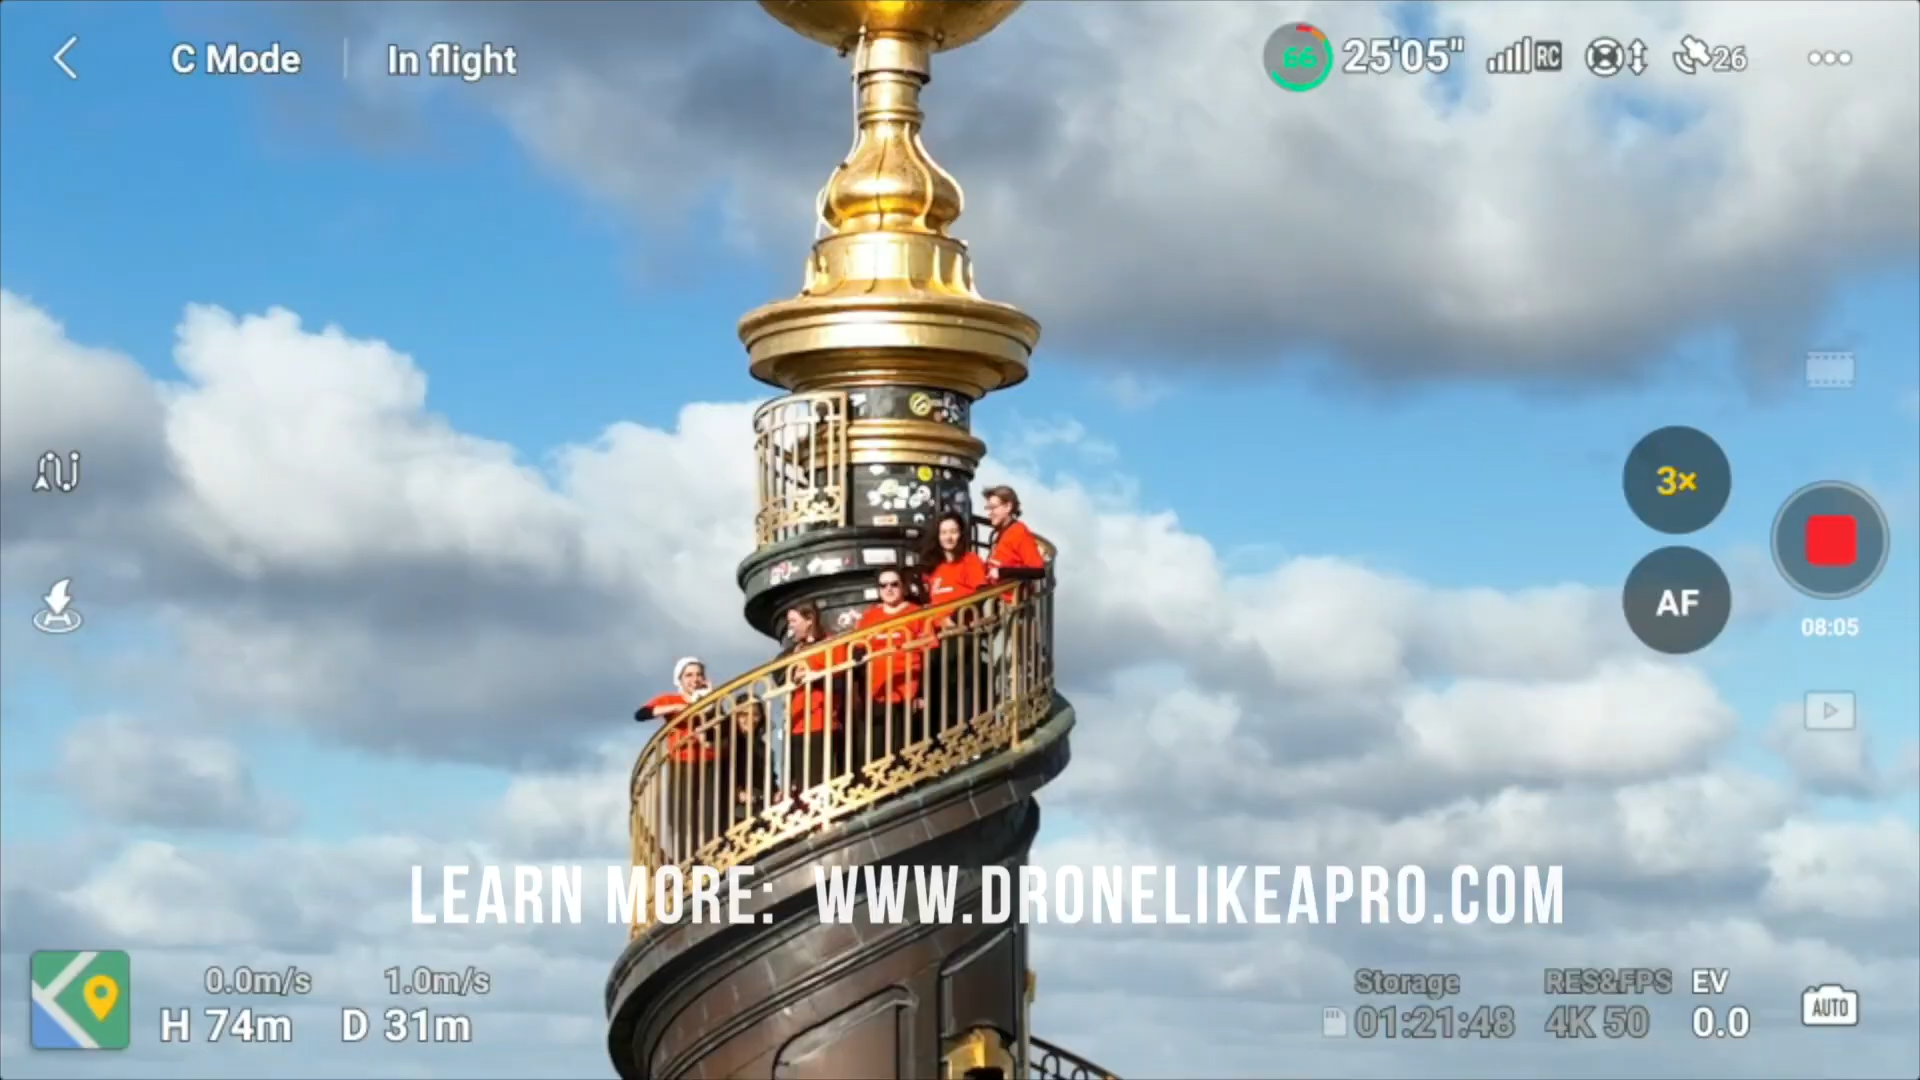 C Mode
In flight
66
25'05"
RC
26
3×
AF
08:05
LEARN MORE: WWW.DRONELIKEAPRO.COM
0.0m/s
1.0m/s
H 74m
D 31m
Storage
01:21:48
RES&FPS
4K 50
EV
0.0
AUTO